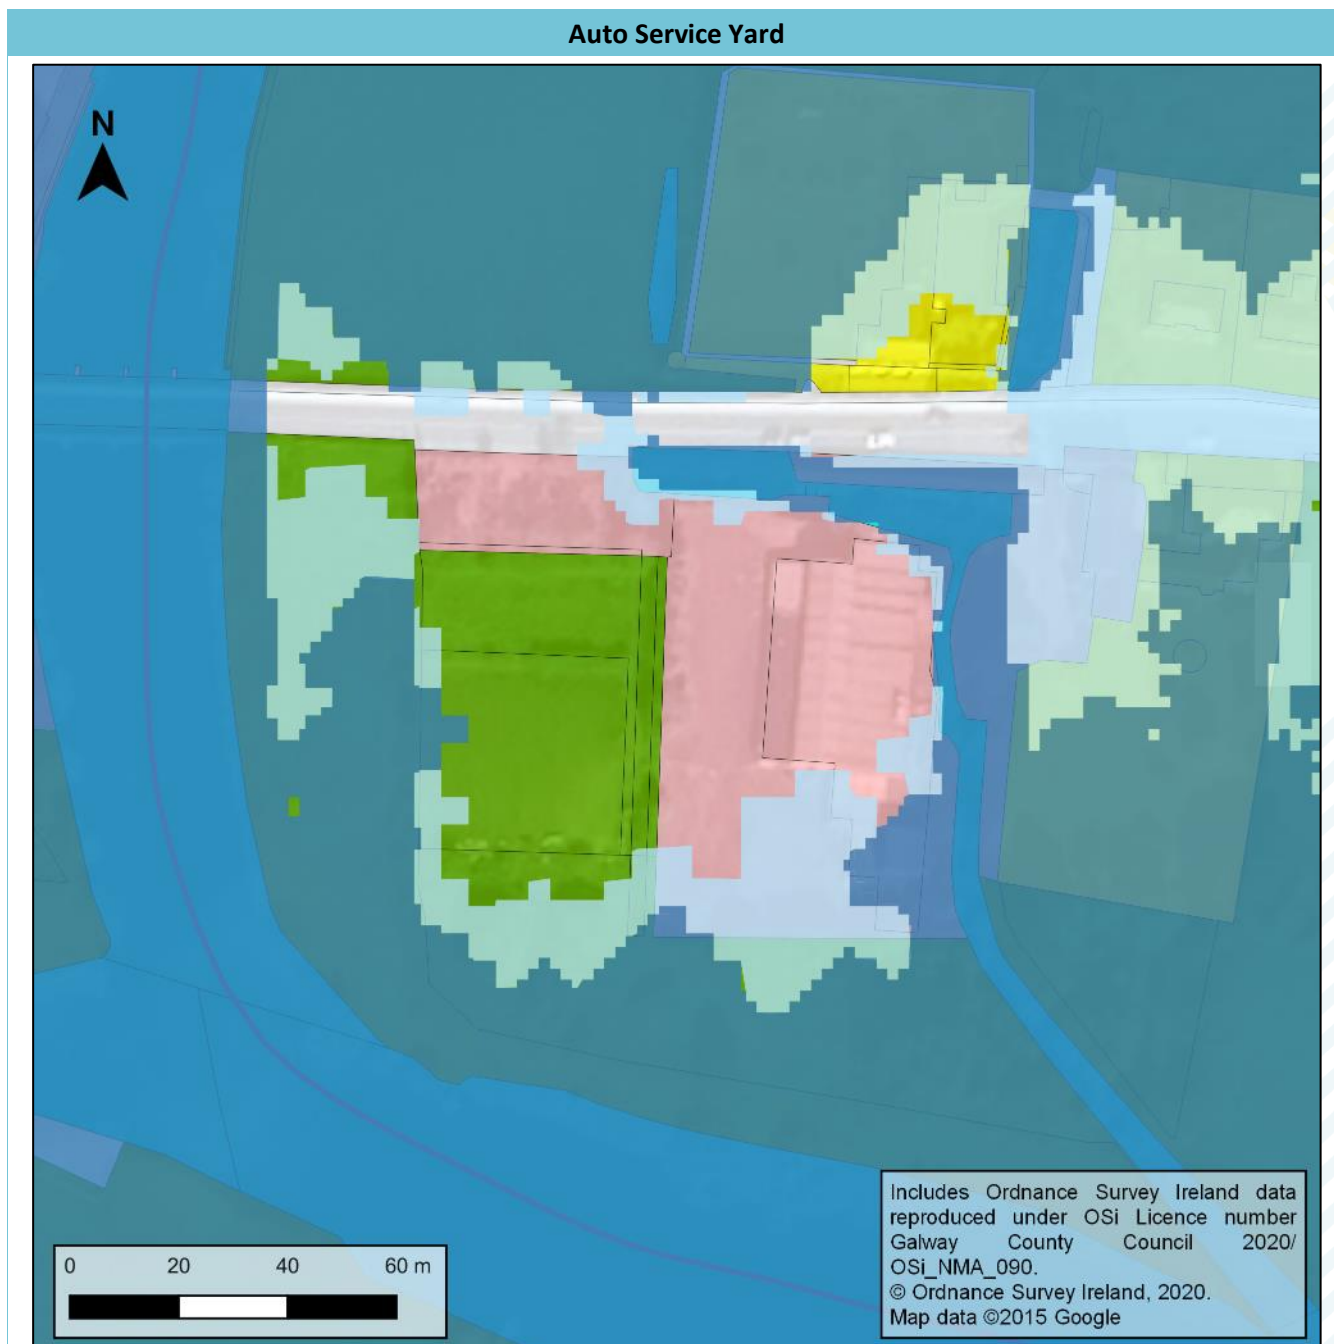 Auto Service Yard
N
Includes Ordnance Survey Ireland data
reproduced under OSi Licence number
Galway County Council 2020/
OSi_NMA_090.
© Ordnance Survey Ireland, 2020.
Map data ©2015 Google
0 20 40 60 m